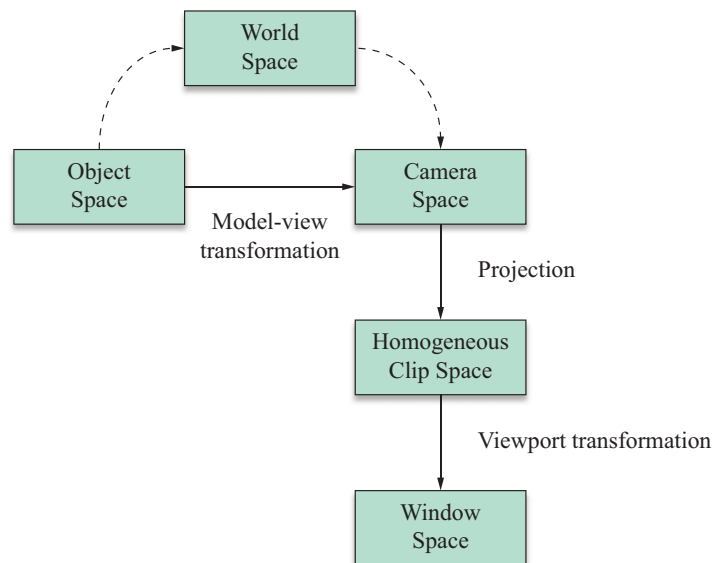 World
Space
Object
Space
Camera
Space
Model-view
transformation
Projection
Homogeneous
Clip Space
Viewport transformation
Window
Space